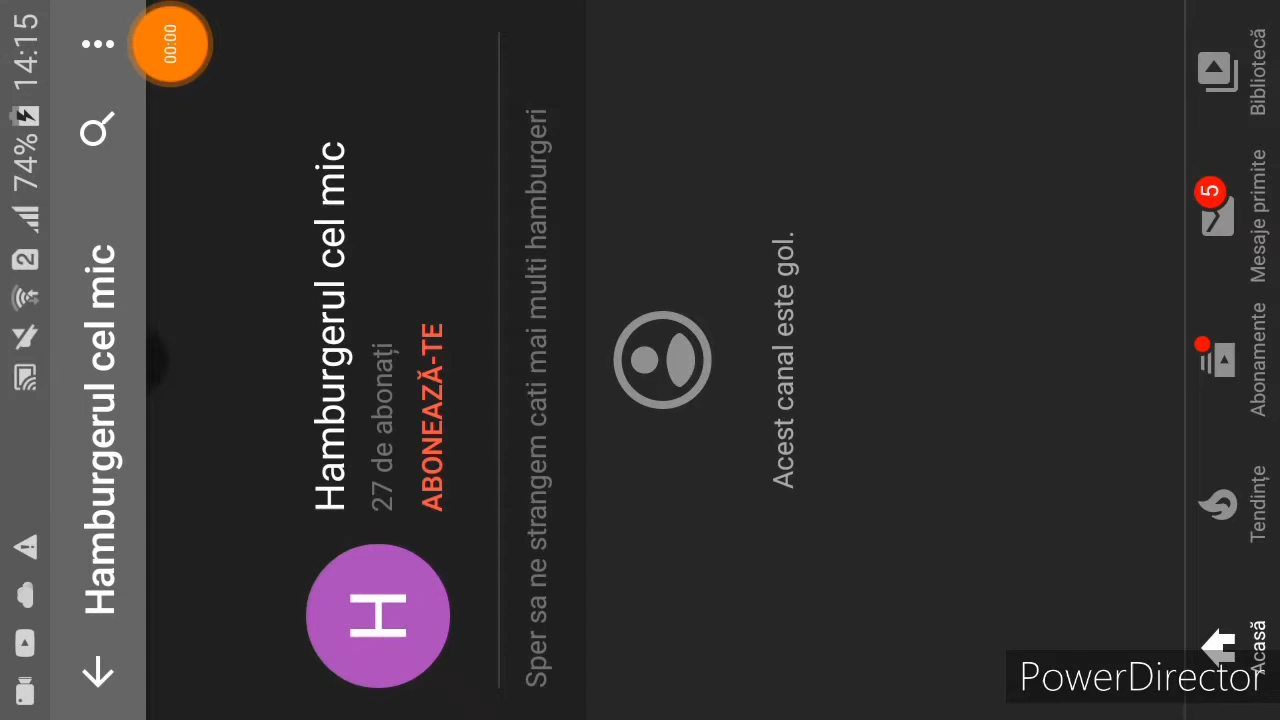 74% 14:15
2
Hamburgerul cel mic
00:00
H
Hamburgerul cel mic
27 de abonați
ABONEAZĂ-TE
Sper sa ne strangem cati mai multi hamburgeri
Acest canal este gol.
5
Acasă
Tendințe
Abonamente
Mesaje primite
Bibliotecă
PowerDirector